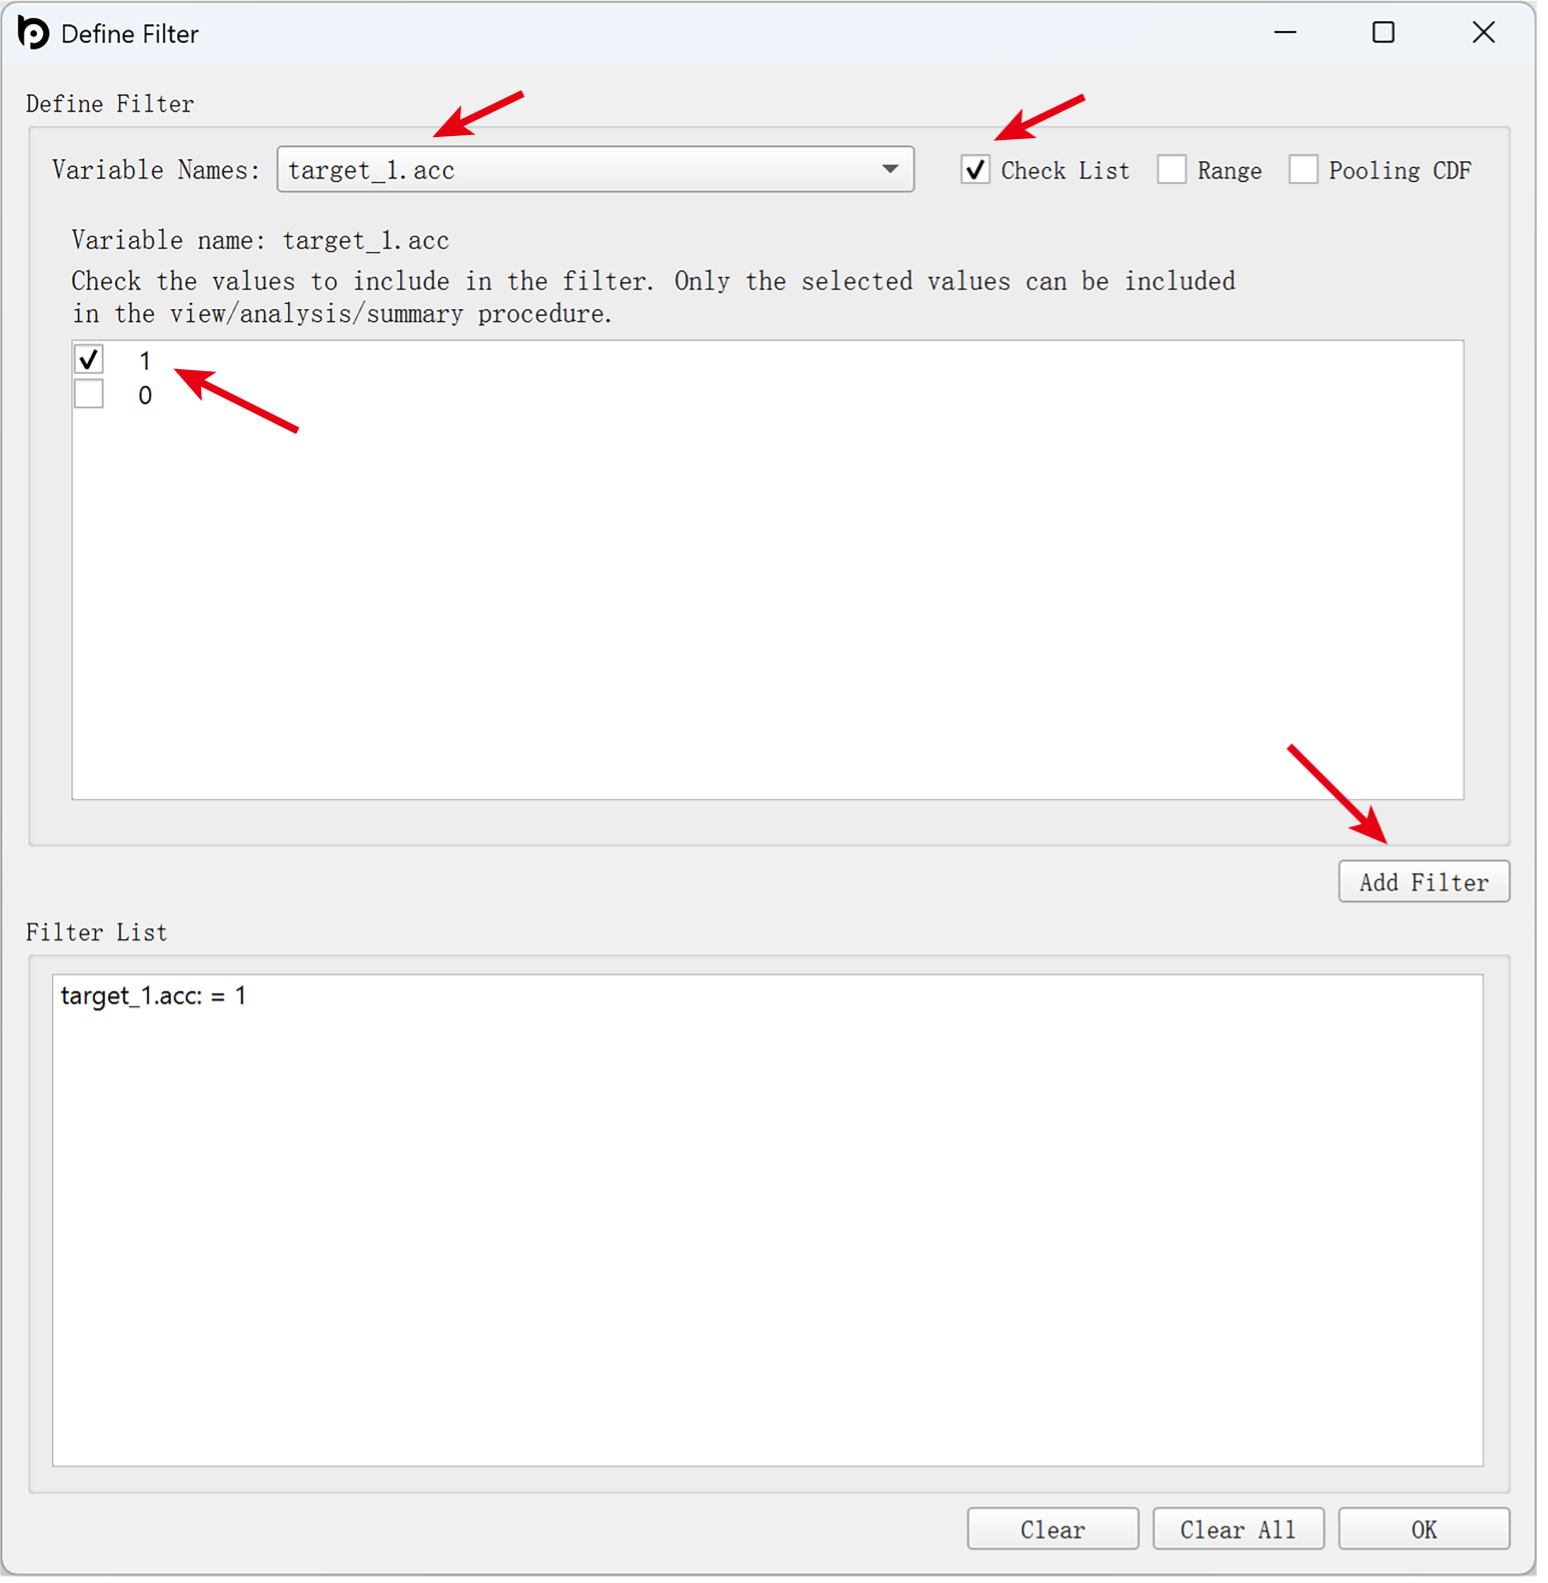 Define Filter
Define Filter
Variable Names: target_1.acc Check List Range Pooling CDF
Variable name: target_1.acc
Check the values to include in the filter. Only the selected values can be included
in the view/analysis/summary procedure.
1
0
Add Filter
Filter List
target_1.acc: = 1
Clear Clear All OK